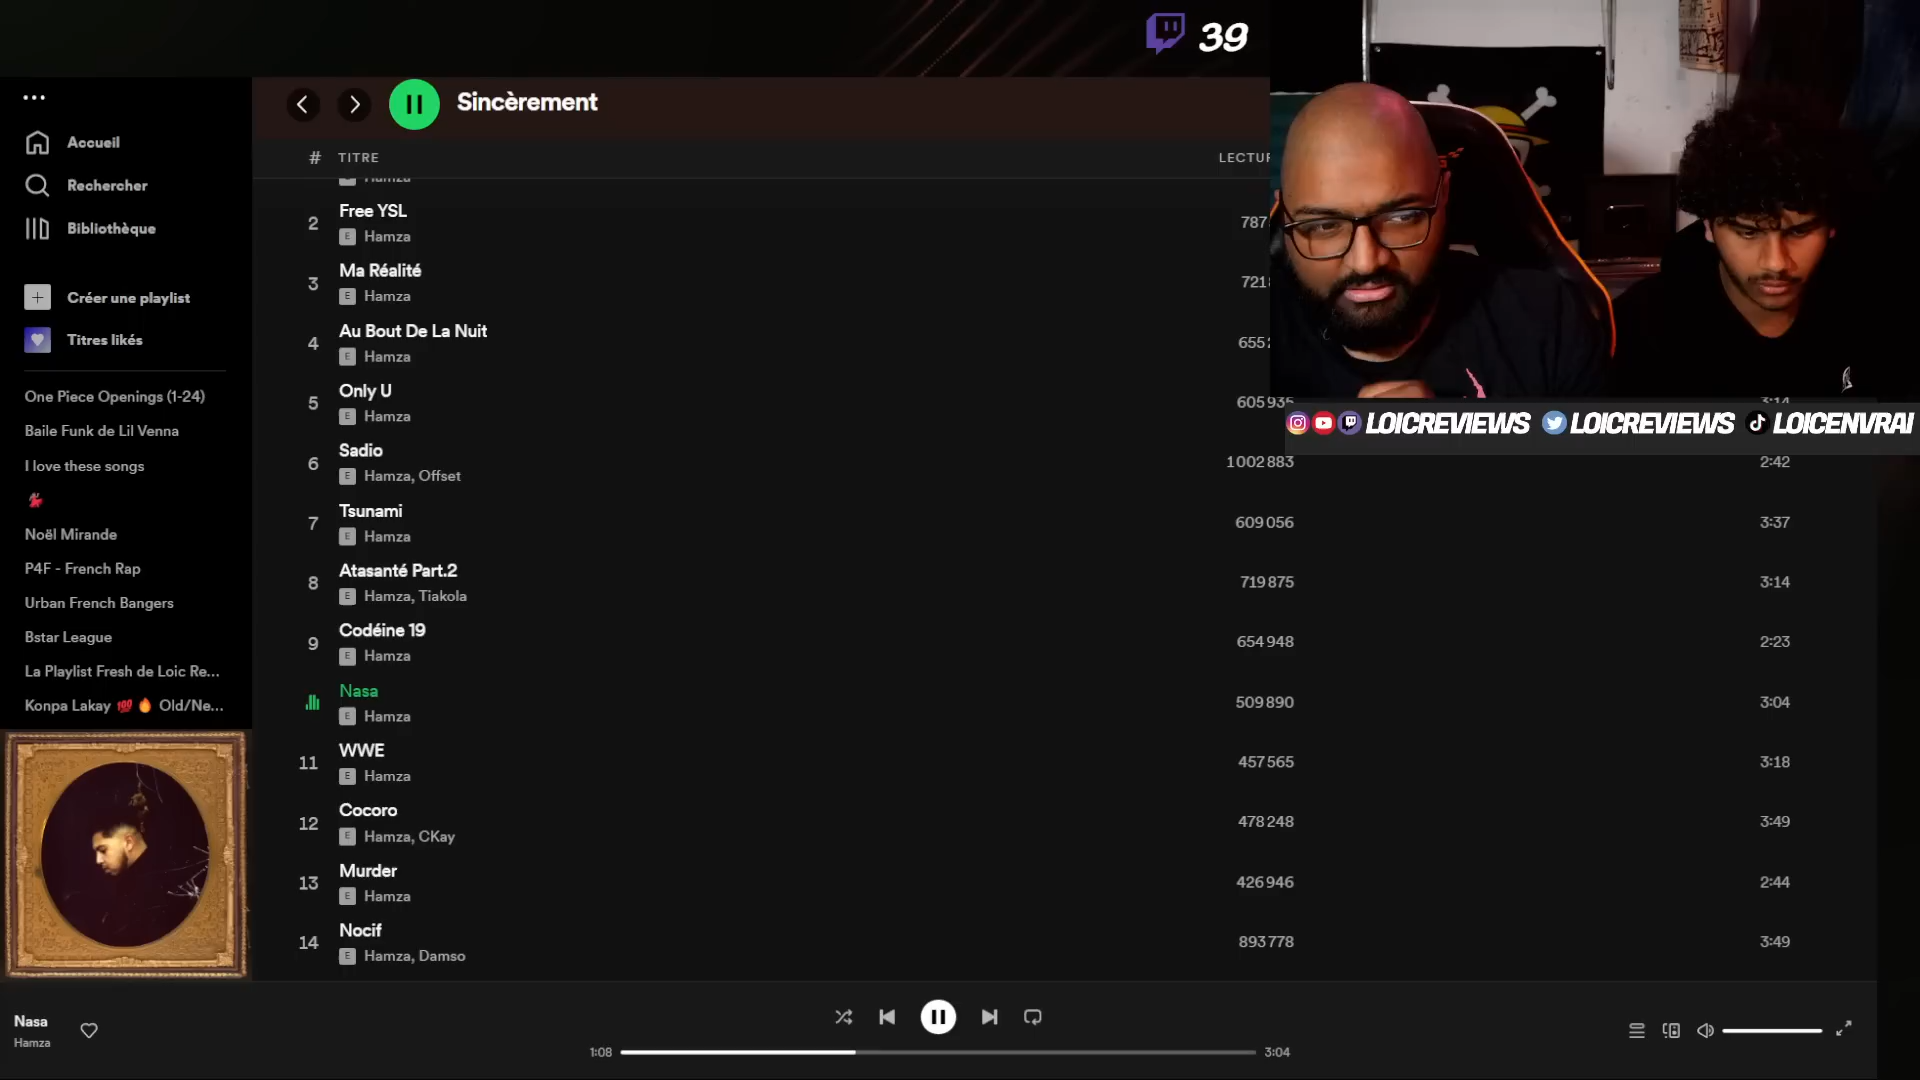 39
Sincèrement
# TITRE LECTUR
Accueil
Rechercher
Bibliothèque
Créer une playlist
Titres likés
One Piece Openings (1-24)
Baile Funk de Lil Venna
I love these songs
Noël Mirande
P4F - French Rap
Urban French Bangers
Bstar League
La Playlist Fresh de Loic Re...
Konpa Lakay 💯 🔥 Old/Ne...
Hamza
2 Free YSL 787
E Hamza
3 Ma Réalité 721
E Hamza
4 Au Bout De La Nuit 655
E Hamza
5 Only U 605 935 3:14
E Hamza
LOICREVIEWS LOICREVIEWS LOICENVRAI
6 Sadio 1 002 883 2:42
E Hamza, Offset
7 Tsunami 609 056 3:37
E Hamza
8 Atasanté Part.2 719 875 3:14
E Hamza, Tiakola
9 Codéine 19 654 948 2:23
E Hamza
Nasa 509 890 3:04
E Hamza
11 WWE 457 565 3:18
E Hamza
12 Cocoro 478 248 3:49
E Hamza, CKay
13 Murder 426 946 2:44
E Hamza
14 Nocif 893 778 3:49
E Hamza, Damso
Nasa
Hamza
1:08 3:04